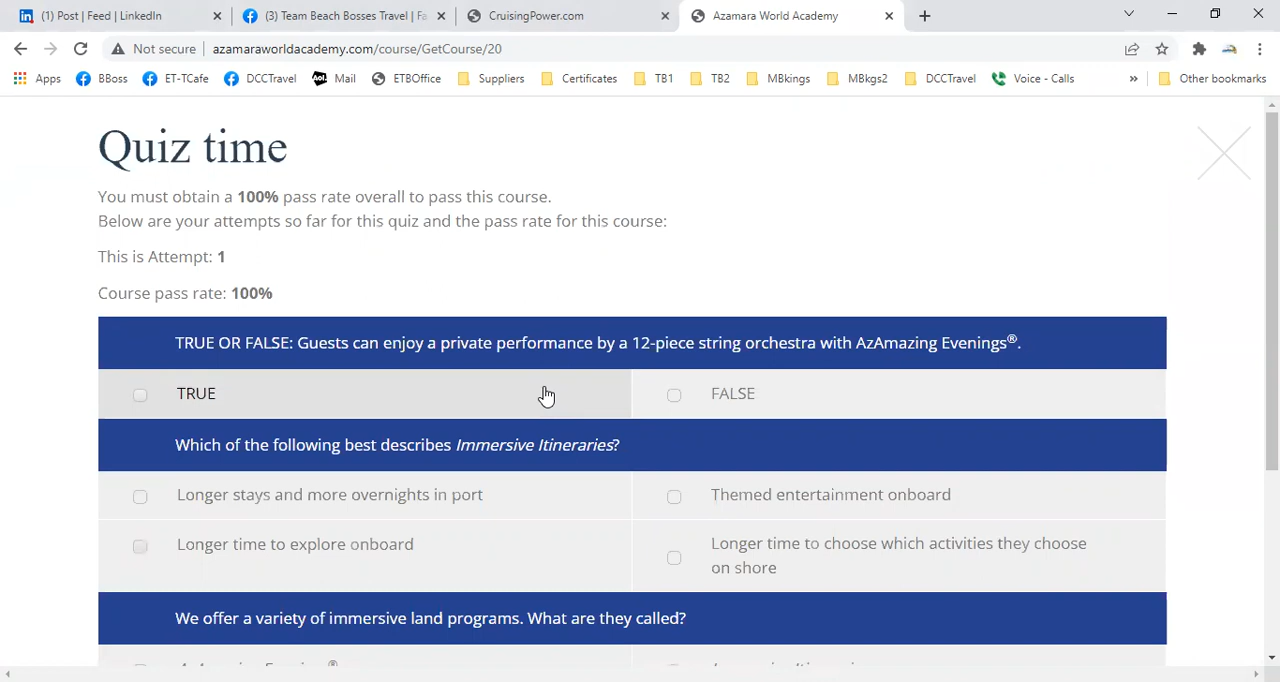 (1) Post | Feed | LinkedIn
(3) Team Beach Bosses Travel | Fa
CruisingPower.com
Azamara World Academy
Not secure
azamaraworldacademy.com/course/GetCourse/20
Apps
BBoss
ET-TCafe
DCCTravel
Aol.
Mail
ETBOffice
Suppliers
Certificates
TB1
TB2
MBkings
MBkgs2
DCCTravel
Voice - Calls
»
Other bookmarks
Quiz time
You must obtain a 100% pass rate overall to pass this course.
Below are your attempts so far for this quiz and the pass rate for this course:
This is Attempt: 1
Course pass rate: 100%
TRUE OR FALSE: Guests can enjoy a private performance by a 12-piece string orchestra with AzAmazing Evenings®.
TRUE
FALSE
Which of the following best describes Immersive Itineraries?
Longer stays and more overnights in port
Themed entertainment onboard
Longer time to explore onboard
Longer time to choose which activities they choose
on shore
We offer a variety of immersive land programs. What are they called?